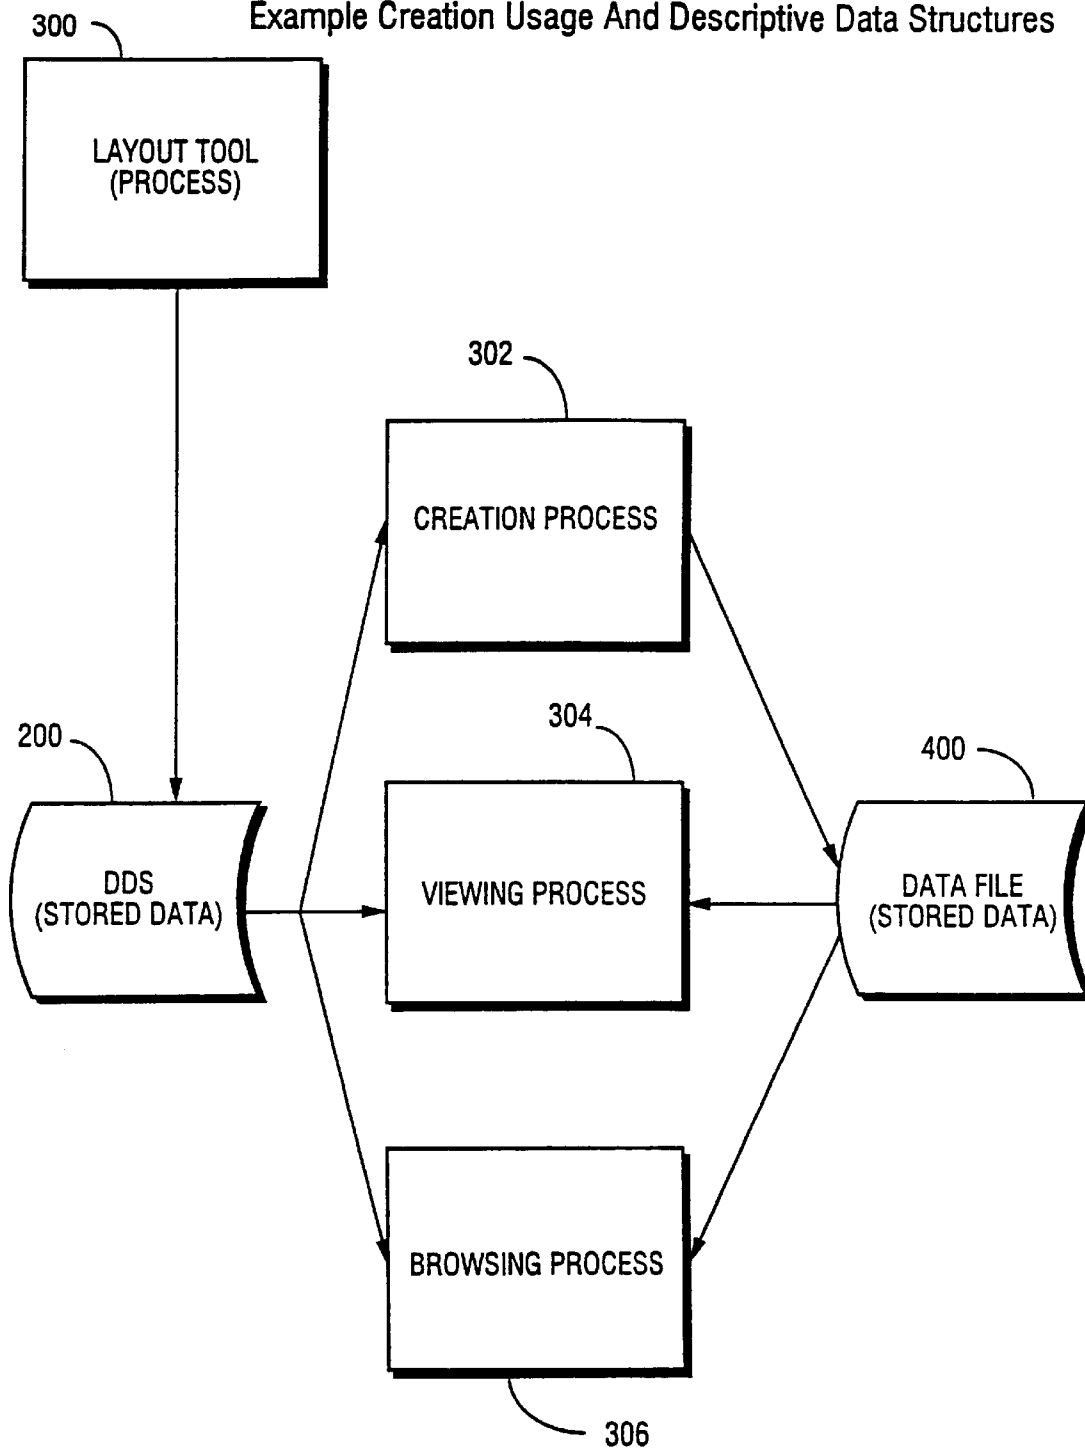 Example Creation Usage And Descriptive Data Structures
300
LAYOUT TOOL
(PROCESS)
302
CREATION PROCESS
200
DDS
(STORED DATA)
304
VIEWING PROCESS
400
DATA FILE
(STORED DATA)
BROWSING PROCESS
306